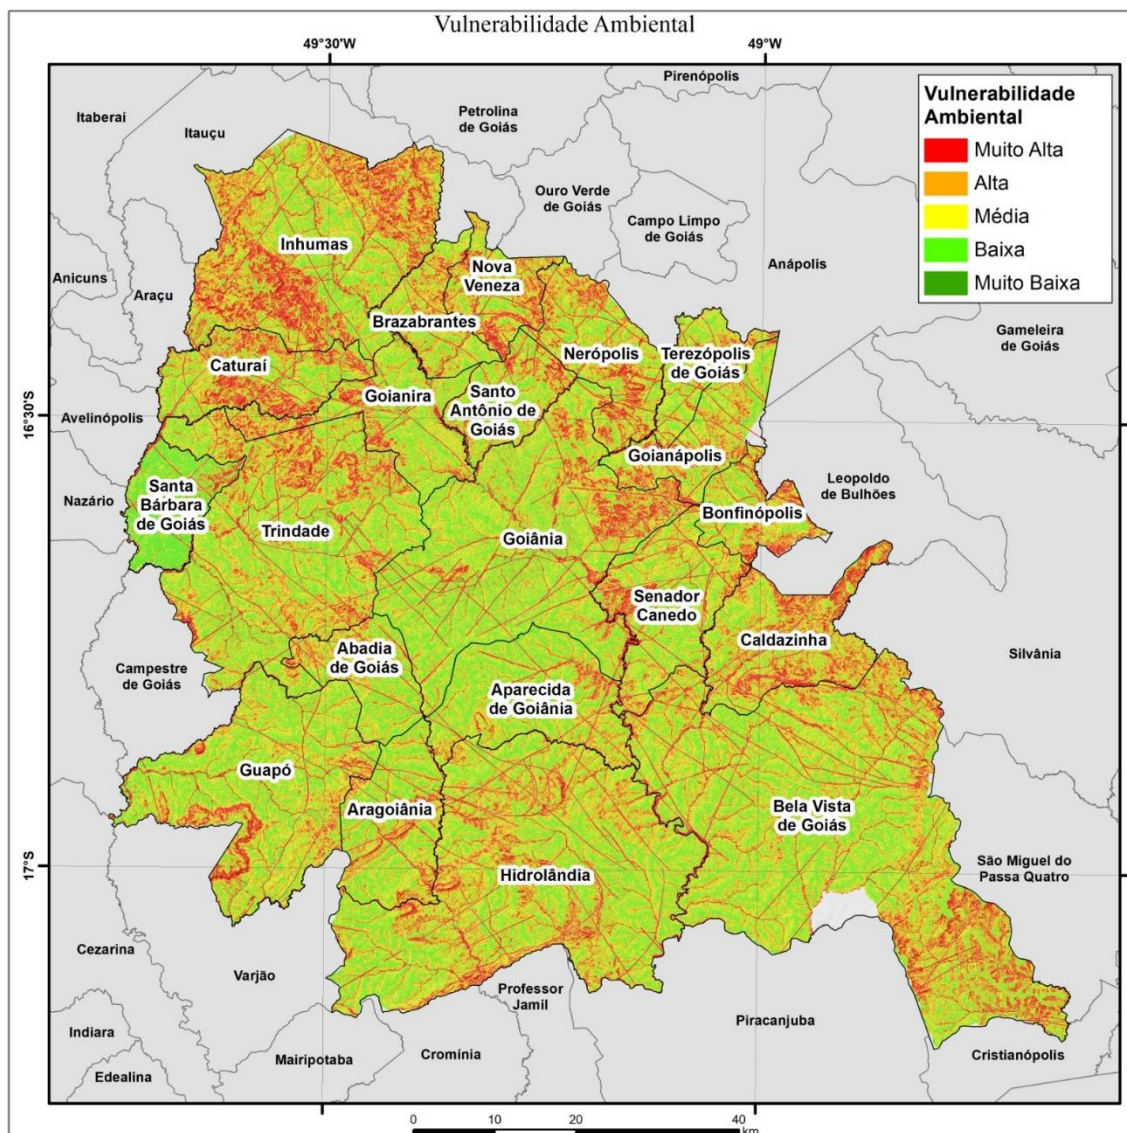 Vulnerabilidade Ambiental
49°30'W
49°W
Pirenópolis
Vulnerabilidade
Ambiental
Muito Alta
Alta
Média
Baixa
Muito Baixa
Itaberaí
Itauçu
Petrolina
de Goiás
Ouro Verde
de Goiás
Campo Limpo
de Goiás
Anápolis
Inhumas
Nova
Veneza
Anicuns
Araçu
Gameleira
de Goiás
Brazabrantes
Nerópolis
Terezópolis
de Goiás
Caturaí
Goianira
Santo
Antônio de
Goiás
Avelinópolis
16°30'S
Goianápolis
Nazário
Santa
Bárbara
de Goiás
Leopoldo
de Bulhões
Bonfinópolis
Trindade
Goiânia
Senador
Canedo
Caldazinha
Silvânia
Campestre
de Goiás
Abadia
de Goiás
Aparecida
de Goiânia
Guapó
Aragoiânia
Bela Vista
de Goiás
17°S
Hidrolândia
São Miguel do
Passa Quatro
Cezarina
Varjão
Professor
Jamil
Piracanjuba
Indiara
Mairipotaba
Cromínia
Cristianópolis
Edealina
0 10 20 40
km